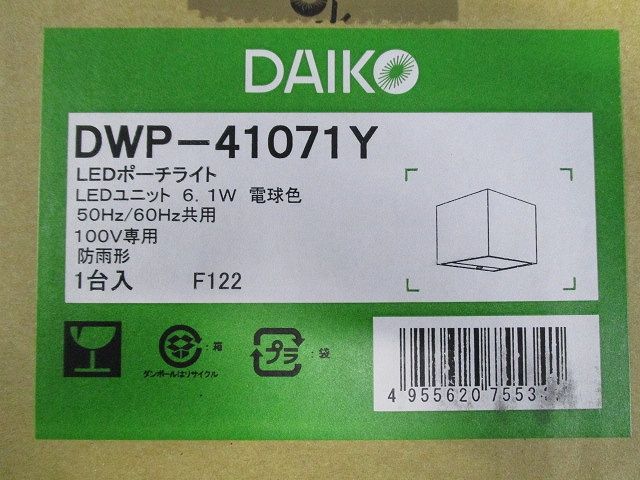 DAIKO
DWP-41071Y
LEDポーチライト
LEDユニット 6.1W 電球色
50Hz/60Hz共用
100V専用
防雨形
1台入 F122
:箱
プラ
:袋
ダンボールはリサイクル
4 955620 7553